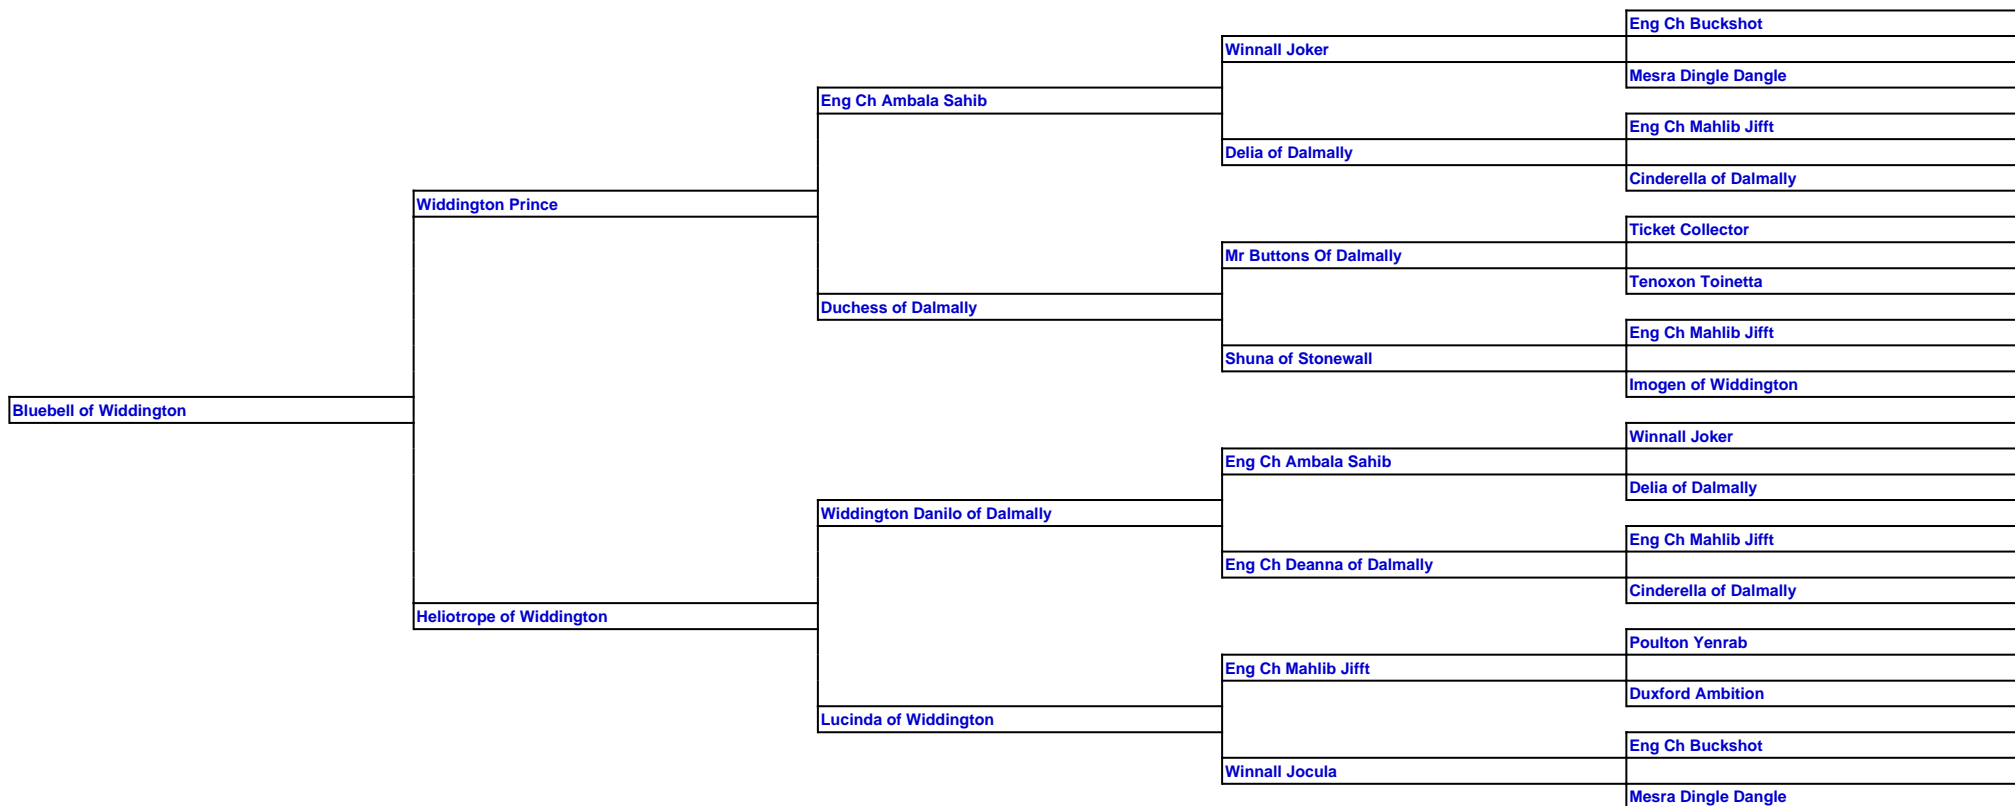 Eng Ch Buckshot
Winnall Joker
Mesra Dingle Dangle
Eng Ch Ambala Sahib
Eng Ch Mahlib Jifft
Delia of Dalmally
Cinderella of Dalmally
Widdington Prince
Ticket Collector
Mr Buttons Of Dalmally
Tenoxon Toinetta
Duchess of Dalmally
Eng Ch Mahlib Jifft
Shuna of Stonewall
Imogen of Widdington
Bluebell of Widdington
Winnall Joker
Eng Ch Ambala Sahib
Delia of Dalmally
Widdington Danilo of Dalmally
Eng Ch Mahlib Jifft
Eng Ch Deanna of Dalmally
Cinderella of Dalmally
Heliotrope of Widdington
Poulton Yenrab
Eng Ch Mahlib Jifft
Duxford Ambition
Lucinda of Widdington
Eng Ch Buckshot
Winnall Jocula
Mesra Dingle Dangle